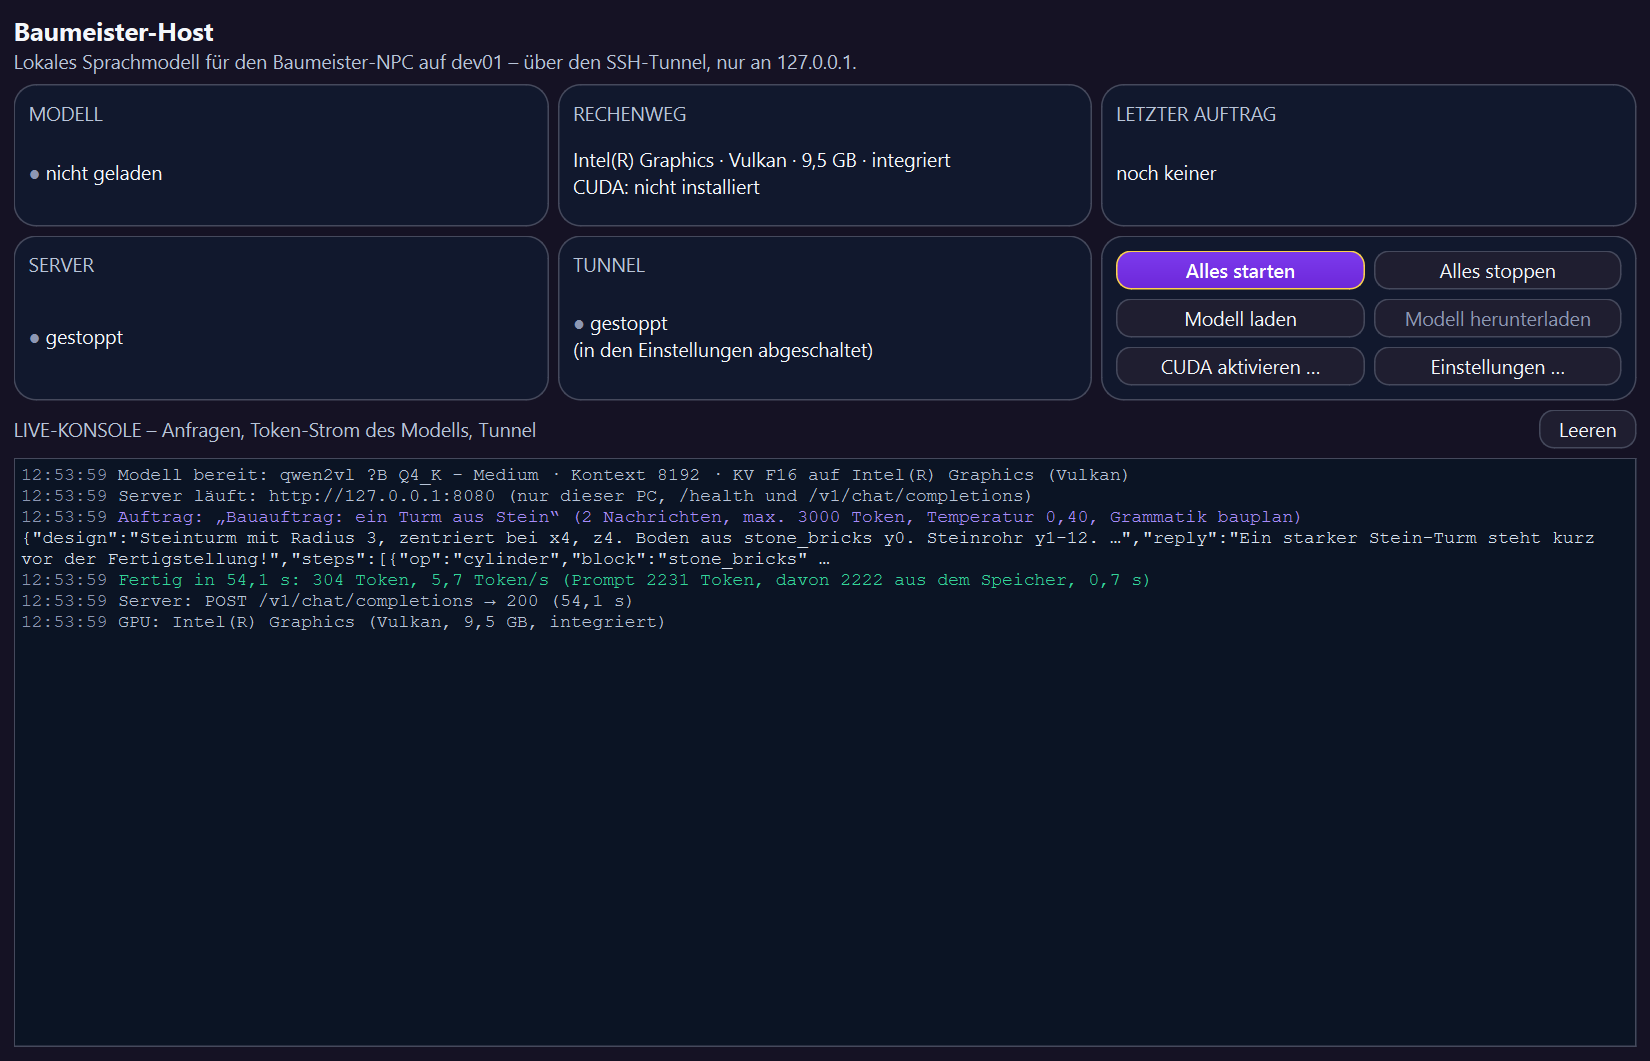 Baumeister-Host
Lokales Sprachmodell für den Baumeister-NPC auf dev01 – über den SSH-Tunnel, nur an 127.0.0.1.
MODELL
● nicht geladen
RECHENWEG
Intel(R) Graphics · Vulkan · 9,5 GB · integriert
CUDA: nicht installiert
LETZTER AUFTRAG
noch keiner
SERVER
● gestoppt
TUNNEL
● gestoppt
(in den Einstellungen abgeschaltet)
Alles starten
Alles stoppen
Modell laden
Modell herunterladen
CUDA aktivieren ...
Einstellungen ...
LIVE-KONSOLE – Anfragen, Token-Strom des Modells, Tunnel
Leeren
12:53:59 Modell bereit: qwen2vl ?B Q4_K – Medium · Kontext 8192 · KV F16 auf Intel(R) Graphics (Vulkan)
12:53:59 Server läuft: http://127.0.0.1:8080 (nur dieser PC, /health und /v1/chat/completions)
12:53:59 Auftrag: „Bauauftrag: ein Turm aus Stein“ (2 Nachrichten, max. 3000 Token, Temperatur 0,40, Grammatik bauplan)
{"design":"Steinturm mit Radius 3, zentriert bei x4, z4. Boden aus stone_bricks y0. Steinrohr y1-12. …","reply":"Ein starker Stein-Turm steht kurz
vor der Fertigstellung!","steps":[{"op":"cylinder","block":"stone_bricks" …
12:53:59 Fertig in 54,1 s: 304 Token, 5,7 Token/s (Prompt 2231 Token, davon 2222 aus dem Speicher, 0,7 s)
12:53:59 Server: POST /v1/chat/completions → 200 (54,1 s)
12:53:59 GPU: Intel(R) Graphics (Vulkan, 9,5 GB, integriert)